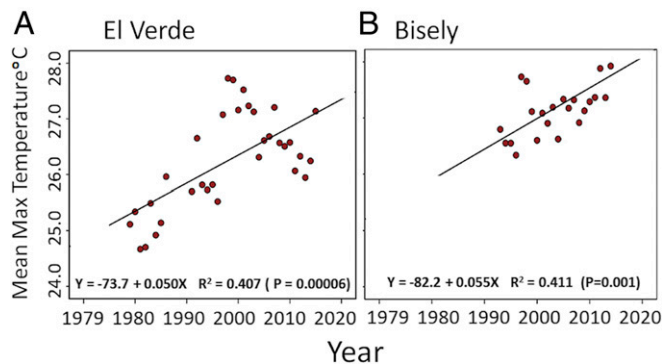 A El Verde
B Bisely
Mean Max Temperature°C
28.0
27.0
26.0
25.0
24.0
Y = -73.7 + 0.050X R² = 0.407 ( P = 0.00006)
Y = -82.2 + 0.055X R² = 0.411 (P=0.001)
1979 1980 1990 2000 2010 2020
1979 1980 1990 2000 2010 2020
Year